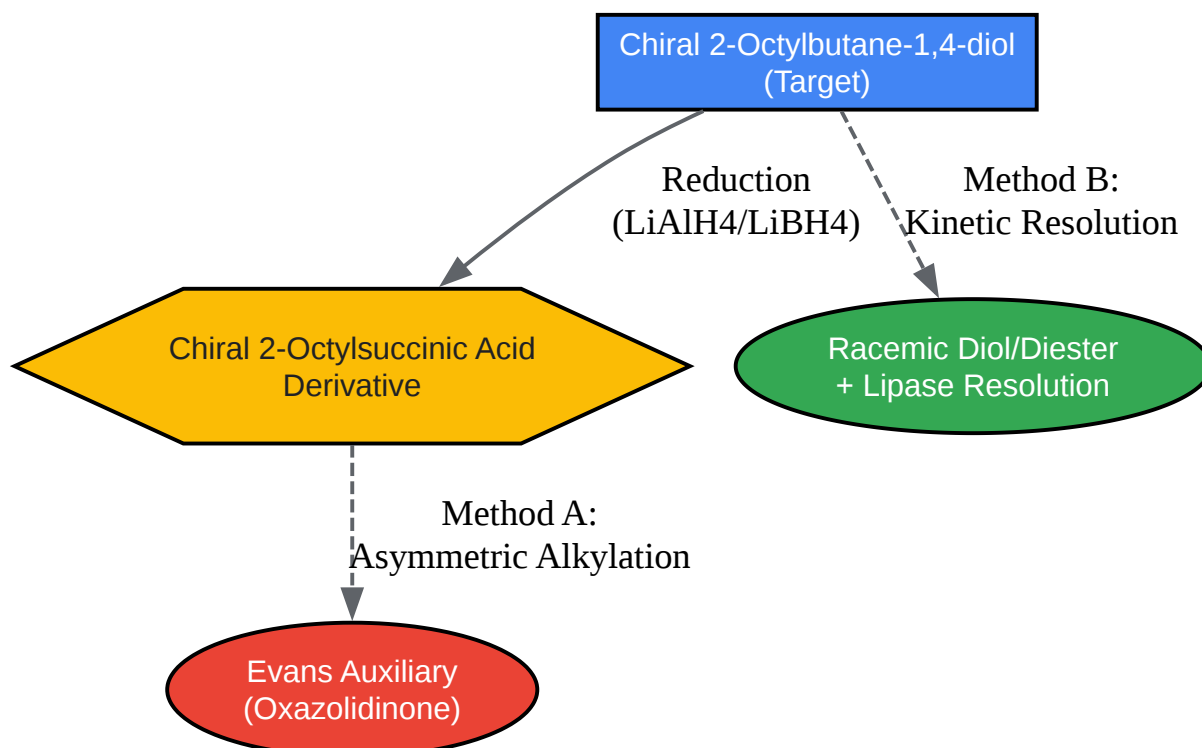 Chiral 2-Octylbutane-1,4-diol
(Target)
Reduction
(LiAlH4/LiBH4)
Method B:
Kinetic Resolution
Chiral 2-Octylsuccinic Acid
Derivative
Racemic Diol/Diester
+ Lipase Resolution
Method A:
Asymmetric Alkylation
Evans Auxiliary
(Oxazolidinone)